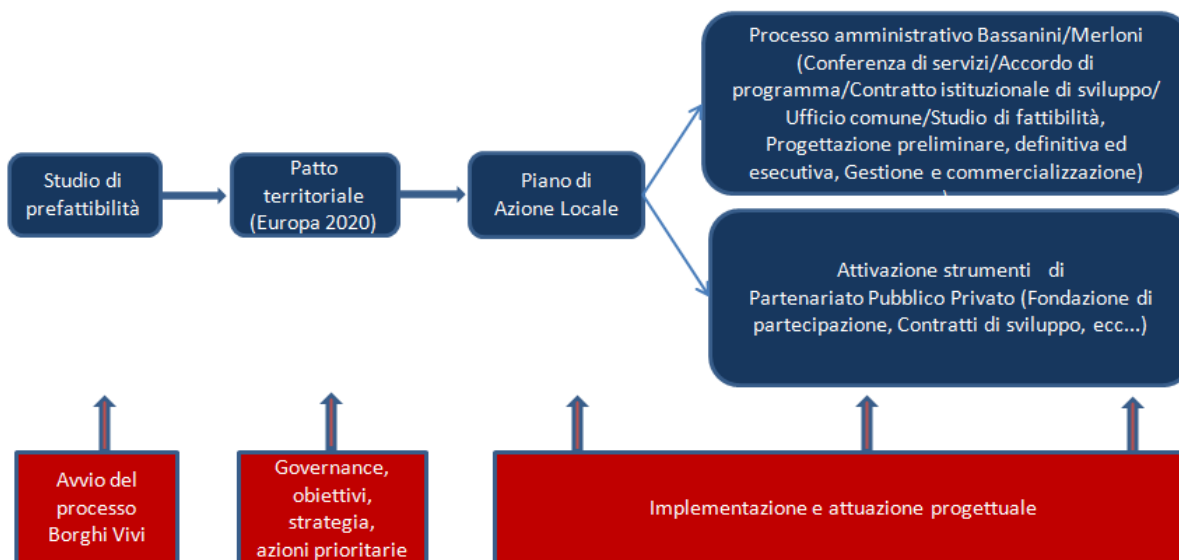 Studio di
prefattibilità
Patto
territoriale
(Europa 2020)
Piano di
Azione Locale
Processo amministrativo Bassanini/Merloni
(Conferenza di servizi/Accordo di
programma/Contratto istituzionale di sviluppo/
Ufficio comune/Studio di fattibilità,
Progettazione preliminare, definitiva ed
esecutiva, Gestione e commercializzazione)
)
Attivazione strumenti di
Partenariato Pubblico Privato (Fondazione di
partecipazione, Contratti di sviluppo, ecc...)
Avvio del
processo
Borghi Vivi
Governance,
obiettivi,
strategia,
azioni prioritarie
Implementazione e attuazione progettuale